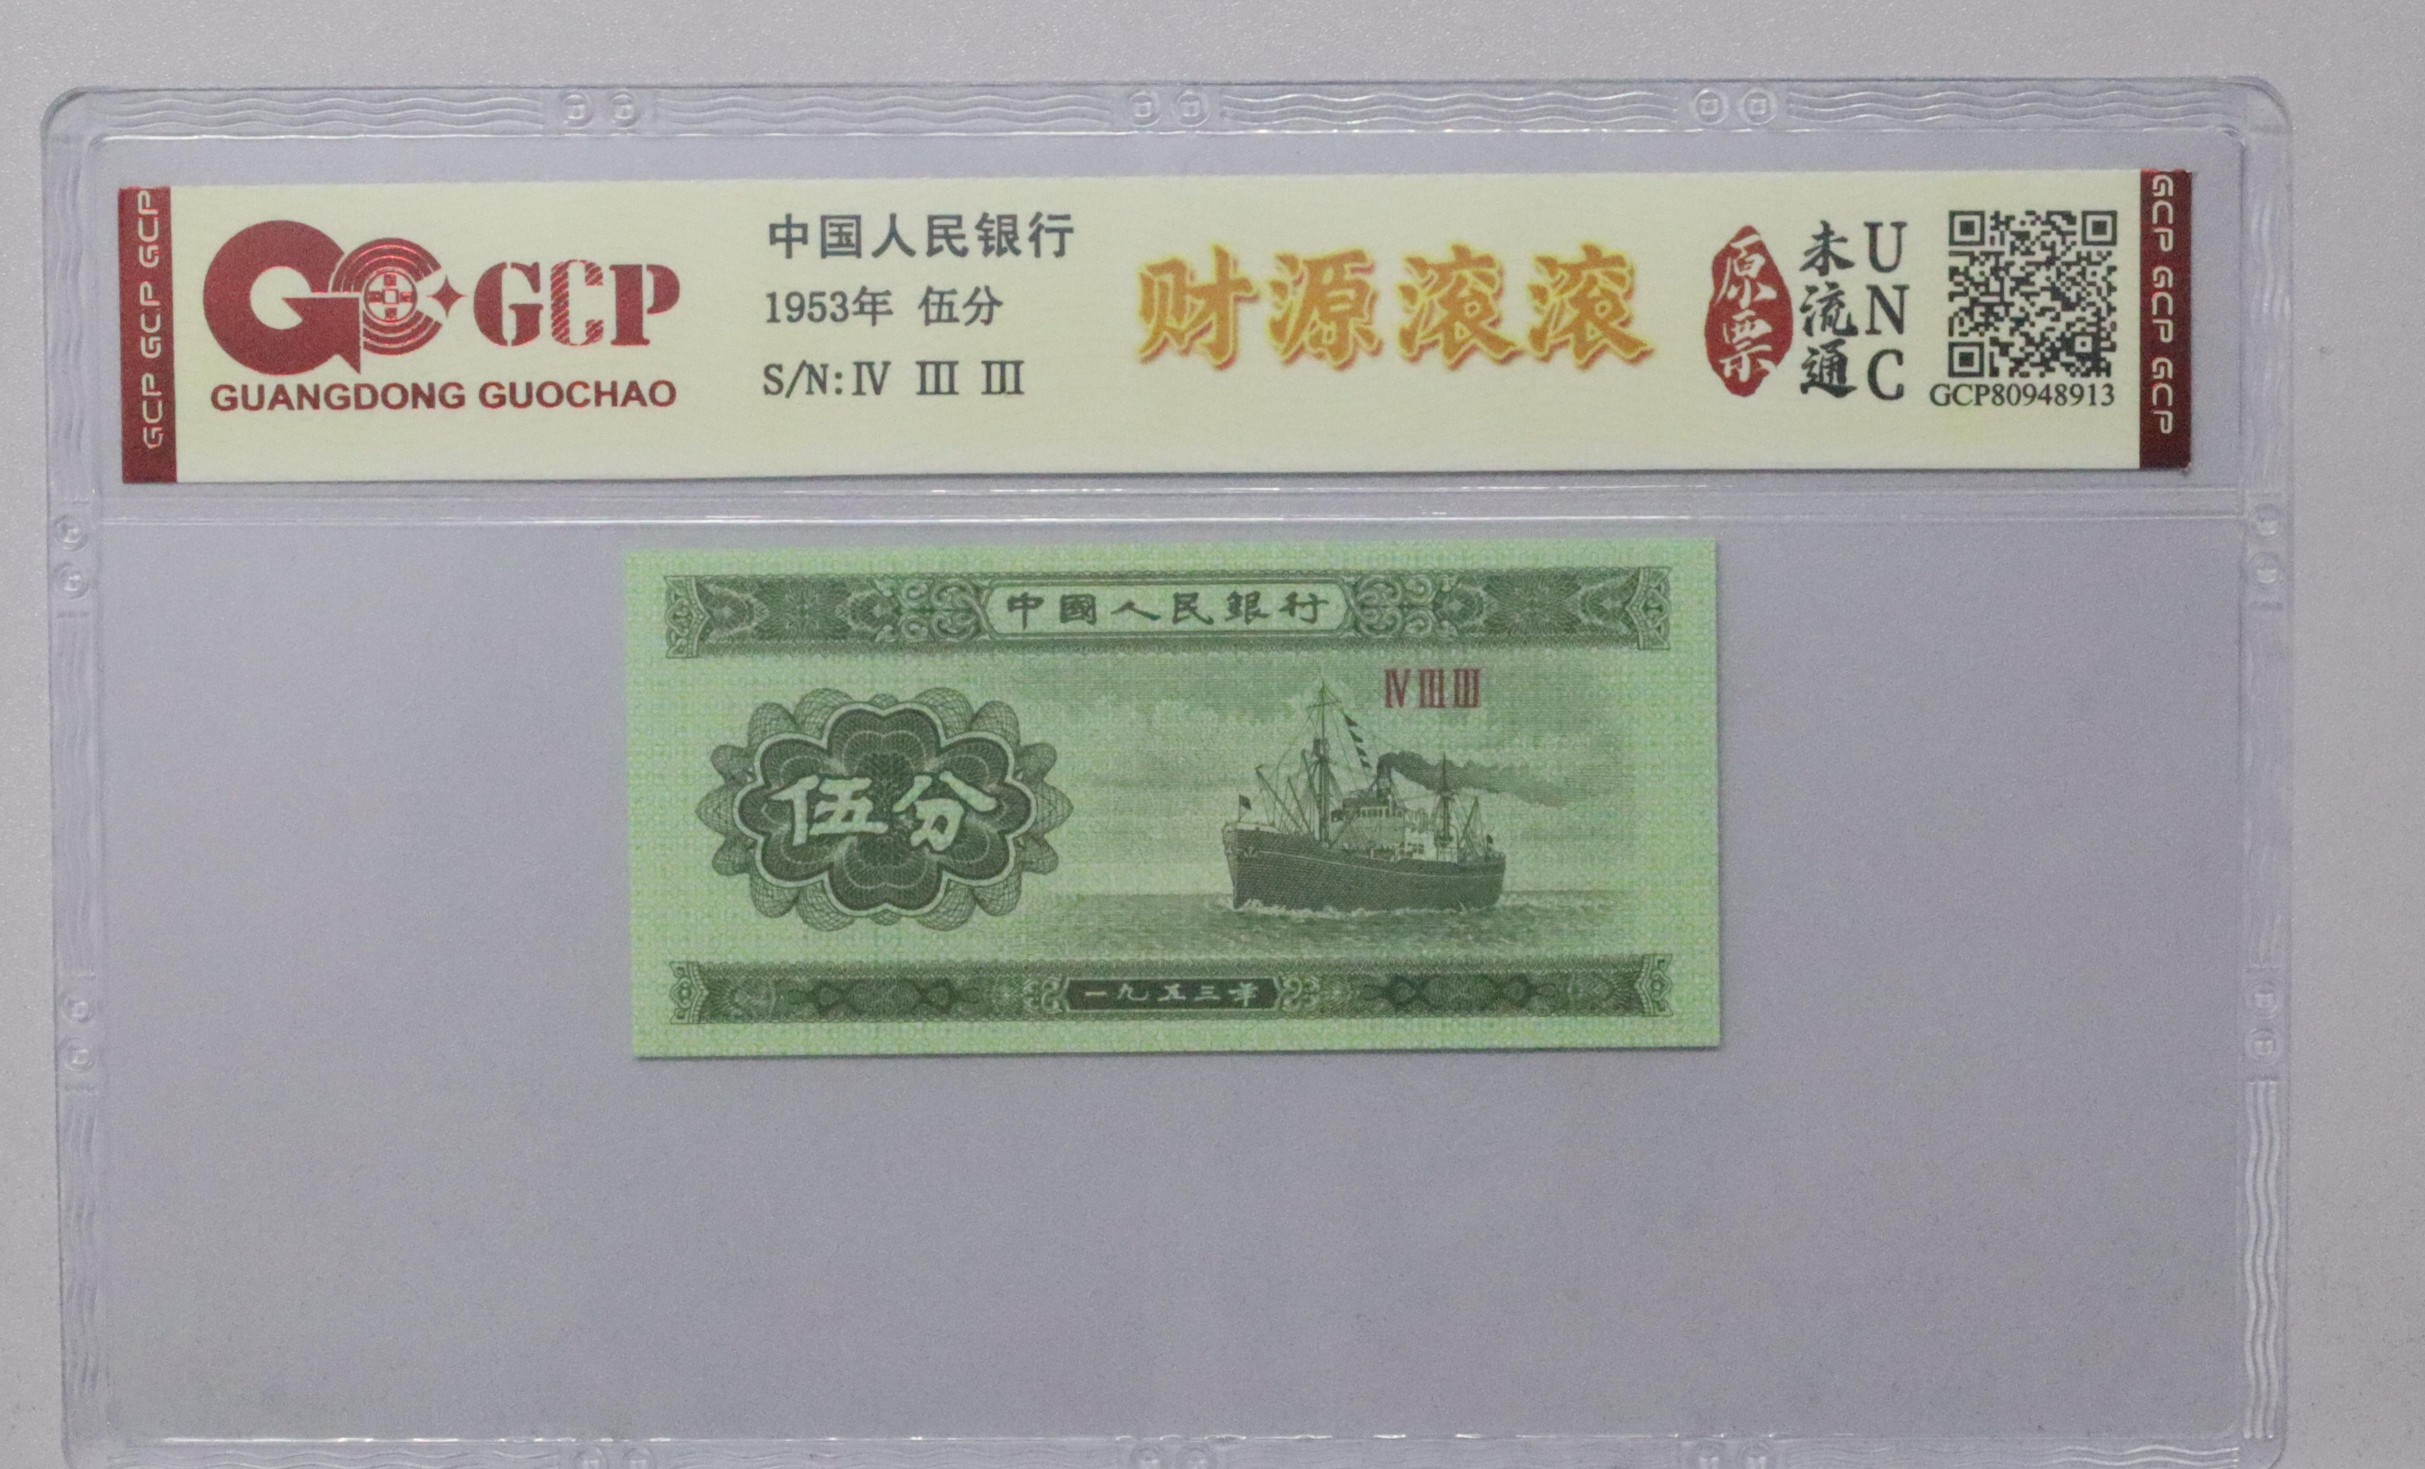 GCP GCP GCP
GCP
GUANGDONG GUOCHAO
中国人民银行
1953年 伍分
S/N: Ⅳ Ⅲ Ⅲ
财源滚滚
原票
未流通
UNC
GCP80948913
GCP GCP GCP
中國人民銀行
Ⅳ Ⅲ Ⅲ
伍分
一九五三年